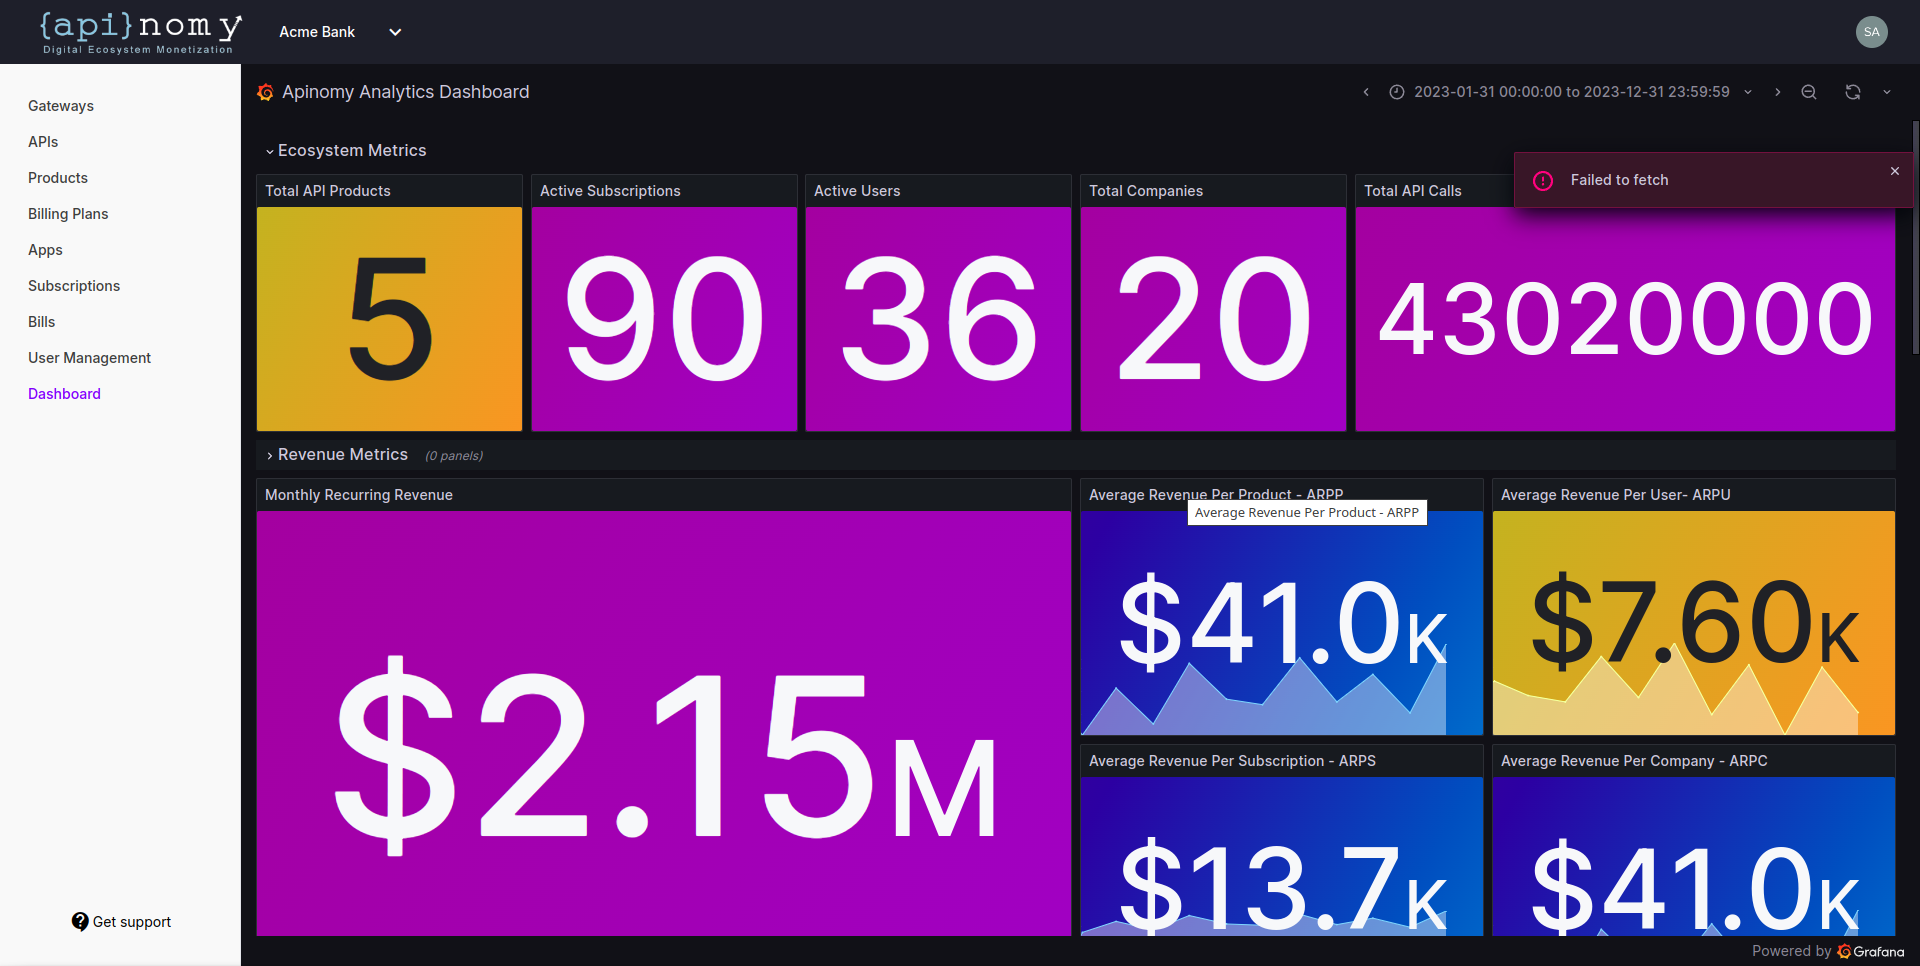 {api}nomy
Digital Ecosystem Monetization
Acme Bank
SA
Gateways
APIs
Products
Billing Plans
Apps
Subscriptions
Bills
User Management
Dashboard
Get support
Apinomy Analytics Dashboard
2023-01-31 00:00:00 to 2023-12-31 23:59:59
Failed to fetch
Ecosystem Metrics
Total API Products
5
Active Subscriptions
90
Active Users
36
Total Companies
20
Total API Calls
43020000
Revenue Metrics (0 panels)
Monthly Recurring Revenue
$2.15M
Average Revenue Per Product - ARPP
Average Revenue Per Product - ARPP
$41.0K
Average Revenue Per User- ARPU
$7.60K
Average Revenue Per Subscription - ARPS
$13.7K
Average Revenue Per Company - ARPC
$41.0K
Powered by Grafana